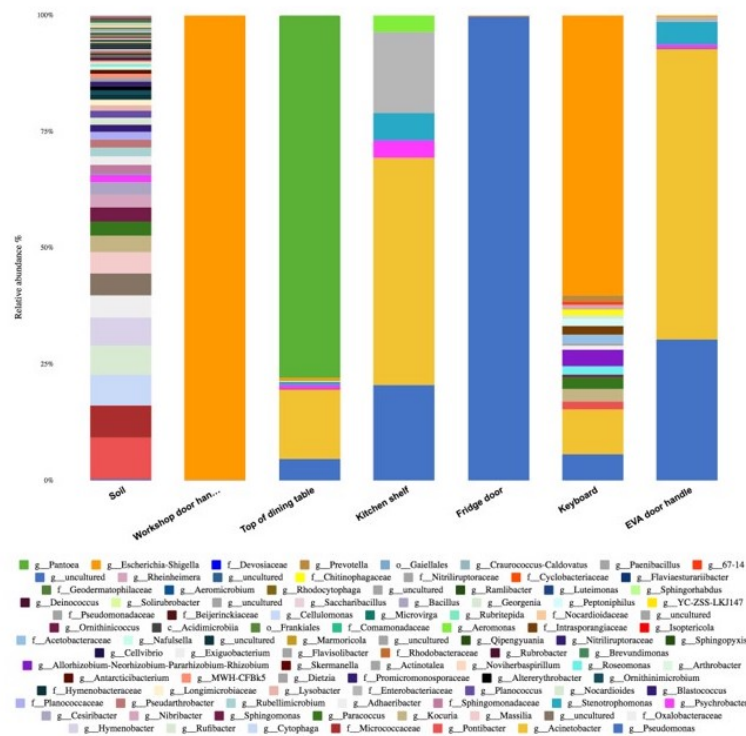 100%
75%
50%
25%
0%
Relative abundance %
Soil
Workshop door han…
Top of dining table
Kitchen shelf
Fridge door
Keyboard
EVA door handle
g__Pantoea g__Escherichia-Shigella f__Devosiaceae g__Prevotella o__Gaiellales g__Craurococcus-Caldovatus g__Paenibacillus g__67-14
g__uncultured g__Rheinheimera g__uncultured f__Chitinophagaceae f__Nitriliruptoraceae f__Cyclobacteriaceae g__Flaviaesturariibacter
f__Geodermatophilaceae g__Aeromicrobium g__Rhodocytophaga g__uncultured g__Ramlibacter g__Luteimonas g__Sphingorhabdus
g__Deinococcus g__Solirubrobacter g__uncultured g__Saccharibacillus g__Bacillus g__Georgenia g__Peptoniphilus g__YC-ZSS-LKJ147
f__Pseudomonadaceae f__Beijerinckiaceae g__Cellulomonas g__Microvirga g__Rubritepida f__Nocardioidaceae g__uncultured
g__Ornithinicoccus c__Acidimicrobiia o__Frankiales f__Comamonadaceae g__Aeromonas f__Intrasporangiaceae g__Isoptericola
f__Acetobacteraceae g__Nafulsella g__uncultured g__Marmoricola g__uncultured g__Qipengyuania g__Nitriliruptoraceae g__Sphingopyxis
g__Cellvibrio g__Exiguobacterium g__Flavisolibacter f__Rhodobacteraceae g__Rubrobacter g__Brevundimonas
g__Allorhizobium-Neorhizobium-Pararhizobium-Rhizobium g__Skermanella g__Actinotalea g__Noviherbaspirillum g__Roseomonas g__Arthrobacter
g__Antarcticibacterium g__MWH-CFBk5 g__Dietzia f__Promicromonosporaceae g__Altererythrobacter g__Ornithinimicrobium
f__Hymenobacteraceae f__Longimicrobiaceae g__Lysobacter f__Enterobacteriaceae g__Planococcus g__Nocardioides g__Blastococcus
f__Planococcaceae g__Pseudarthrobacter g__Rubellimicrobium g__Adhaeribacter f__Sphingomonadaceae g__Stenotrophomonas g__Psychrobacter
g__Cesiribacter g__Nibribacter g__Sphingomonas g__Paracoccus g__Kocuria g__Massilia g__uncultured f__Oxalobacteraceae
g__Hymenobacter g__Rufibacter g__Cytophaga f__Micrococcaceae g__Pontibacter g__Acinetobacter g__Pseudomonas